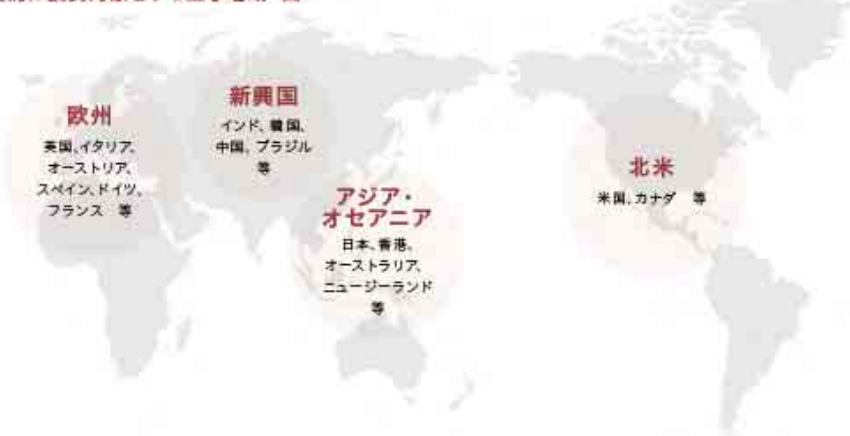 欧州
英国、イタリア、
オーストリア、
スペイン、ドイツ、
フランス 等
新興国
インド、韓国、
中国、ブラジル
等
アジア・
オセアニア
日本、香港、
オーストラリア、
ニュージーランド
等
北米
米国、カナダ 等